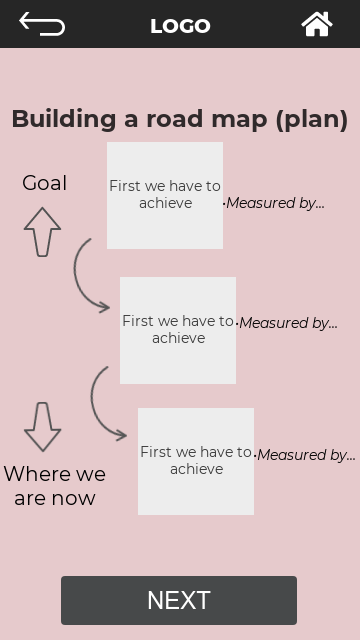 LOGO
Building a road map (plan)
Goal
First we have to
achieve
·Measured by...
First we have to
achieve
·Measured by...
First we have to
achieve
·Measured by...
Where we
are now
NEXT